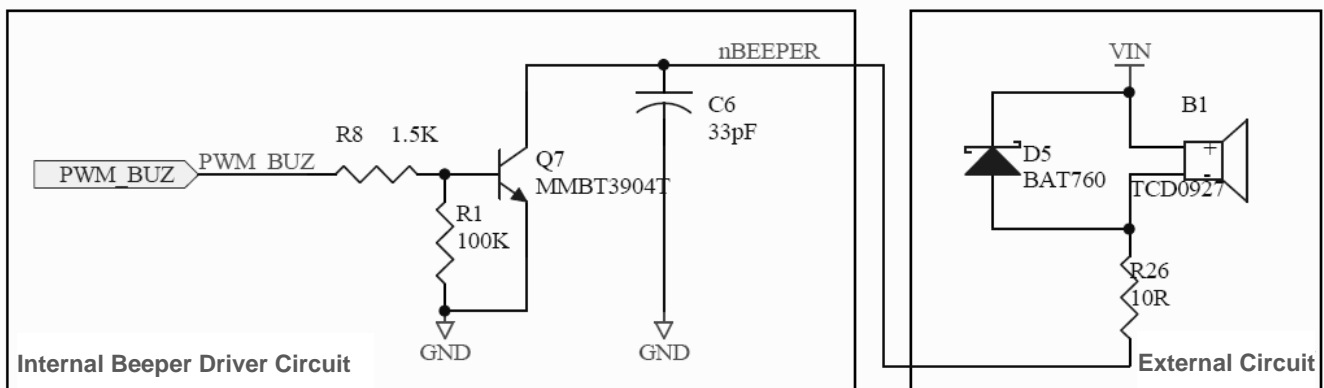 nBEEPER
VIN
C6
33pF
B1
R8 1.5K
PWM_BUZ
PWM_BUZ
Q7
MMBT3904T
D5
BAT760
TCD0927
+
-
R1
100K
R26
10R
GND
GND
Internal Beeper Driver Circuit
External Circuit